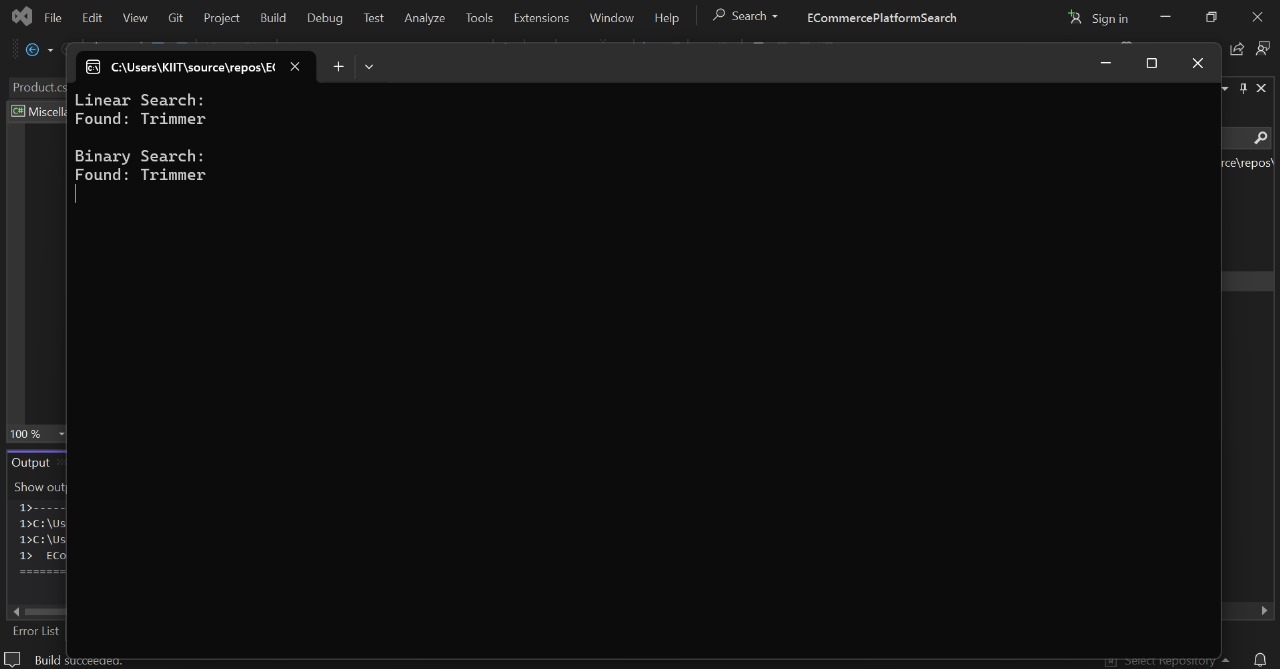 File Edit View Git Project Build Debug Test Analyze Tools Extensions Window Help Search ECommercePlatformSearch Sign in
C:\Users\KIIT\source\repos\EC
Product.cs
Miscella
Linear Search:
Found: Trimmer
Binary Search:
Found: Trimmer
rce\repos\
100 %
Output
Show outp
1>-----
1>C:\Us
1>C:\Us
1> ECo
=======
Error List
Build succeeded.
Select Repository